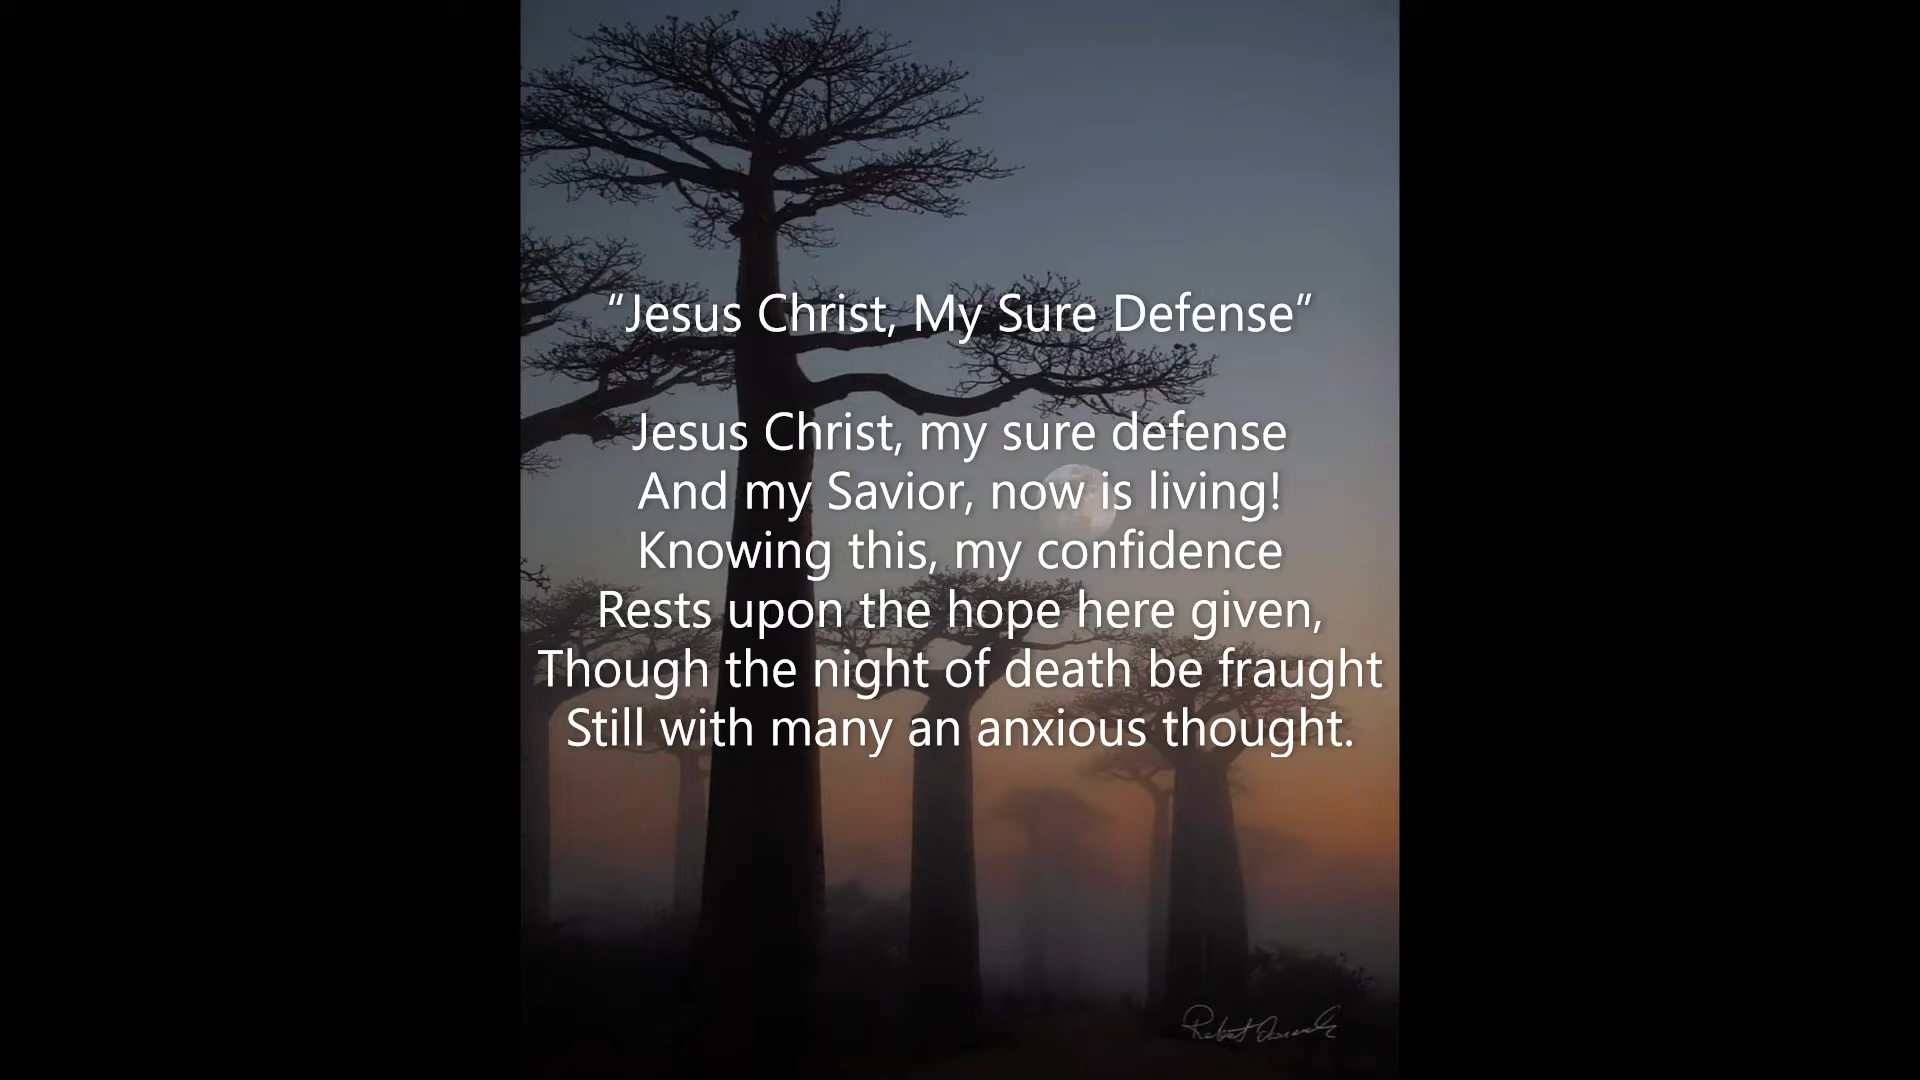 “Jesus Christ, My Sure Defense”
Jesus Christ, my sure defense
And my Savior, now is living!
Knowing this, my confidence
Rests upon the hope here given,
Though the night of death be fraught
Still with many an anxious thought.
Robert